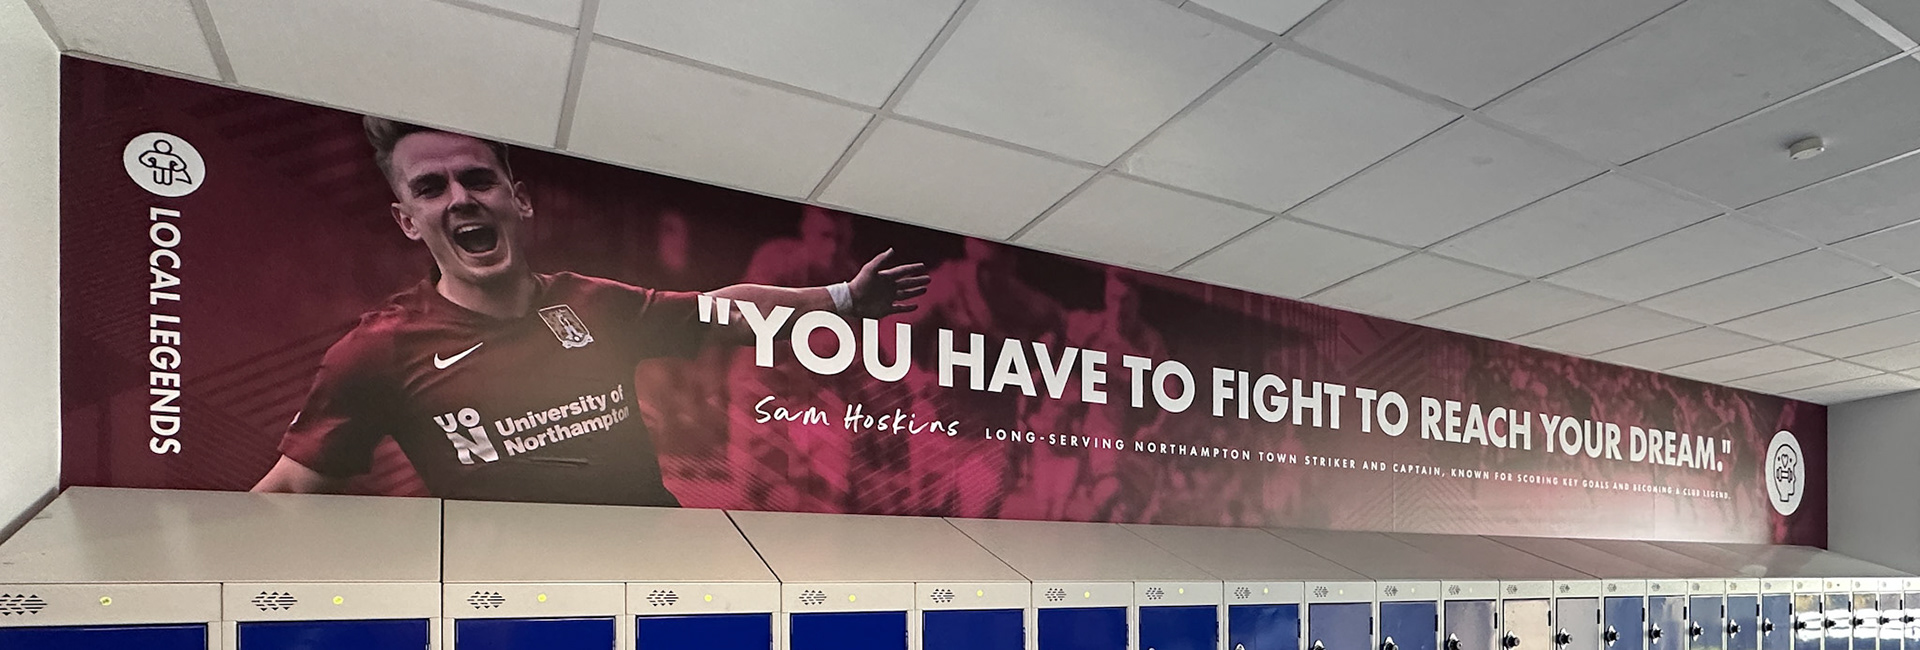 LOCAL LEGENDS
UON University of
Northampton
"YOU HAVE TO FIGHT TO REACH YOUR DREAM."
Sam Hoskins LONG-SERVING NORTHAMPTON TOWN STRIKER AND CAPTAIN, KNOWN FOR SCORING KEY GOALS AND BECOMING A CLUB LEGEND.